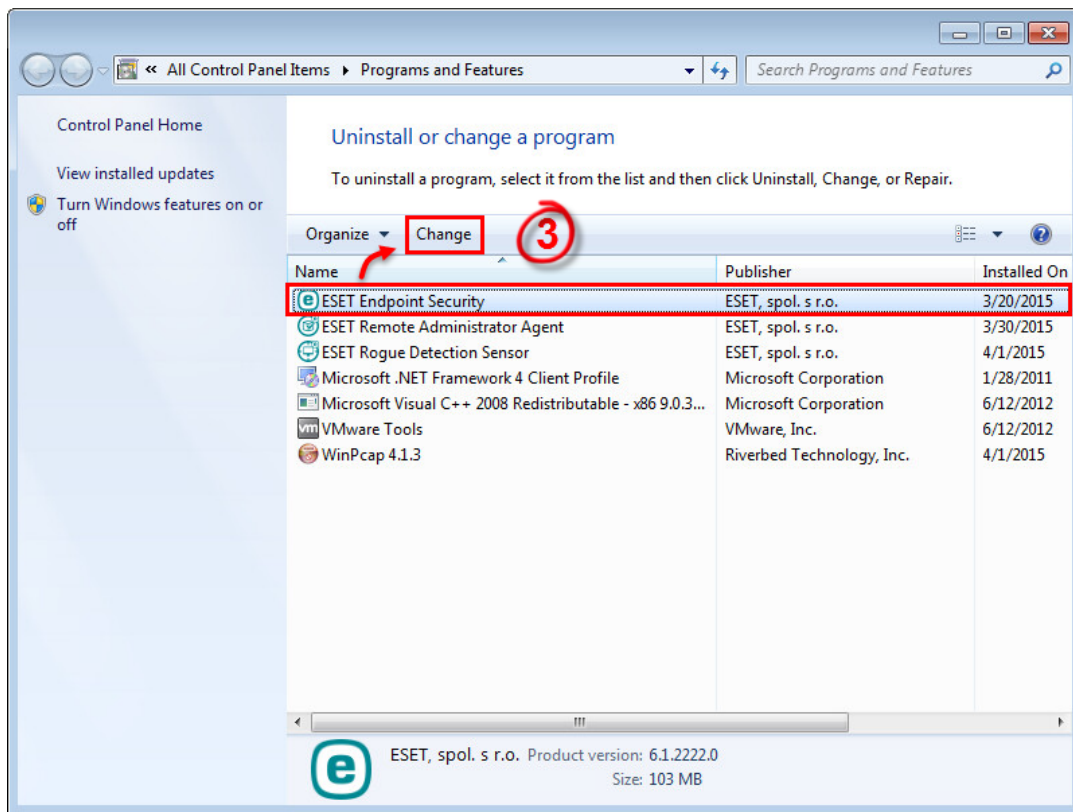 « All Control Panel Items ▸ Programs and Features
Search Programs and Features
Control Panel Home
View installed updates
Turn Windows features on or
off
Uninstall or change a program
To uninstall a program, select it from the list and then click Uninstall, Change, or Repair.
Organize Change 3
Name Publisher Installed On
ESET Endpoint Security ESET, spol. s r.o. 3/20/2015
ESET Remote Administrator Agent ESET, spol. s r.o. 3/30/2015
ESET Rogue Detection Sensor ESET, spol. s r.o. 4/1/2015
Microsoft .NET Framework 4 Client Profile Microsoft Corporation 1/28/2011
Microsoft Visual C++ 2008 Redistributable - x86 9.0.3... Microsoft Corporation 6/12/2012
vm VMware Tools VMware, Inc. 6/12/2012
WinPcap 4.1.3 Riverbed Technology, Inc. 4/1/2015
e ESET, spol. s r.o. Product version: 6.1.2222.0
Size: 103 MB